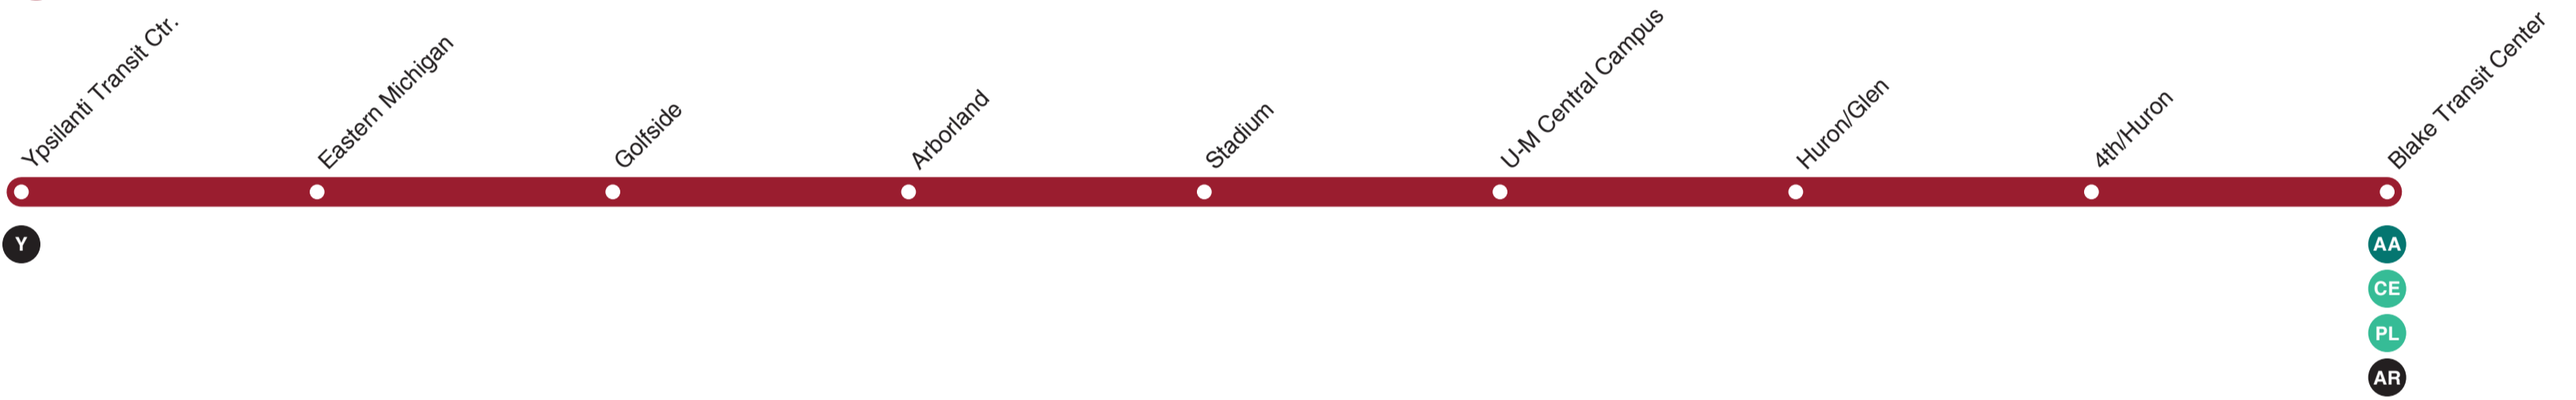 Ypsilanti Transit Ctr.
Eastern Michigan
Golfside
Arborland
Stadium
U-M Central Campus
Huron/Glen
4th/Huron
Blake Transit Center
Y
AA
CE
PL
AR